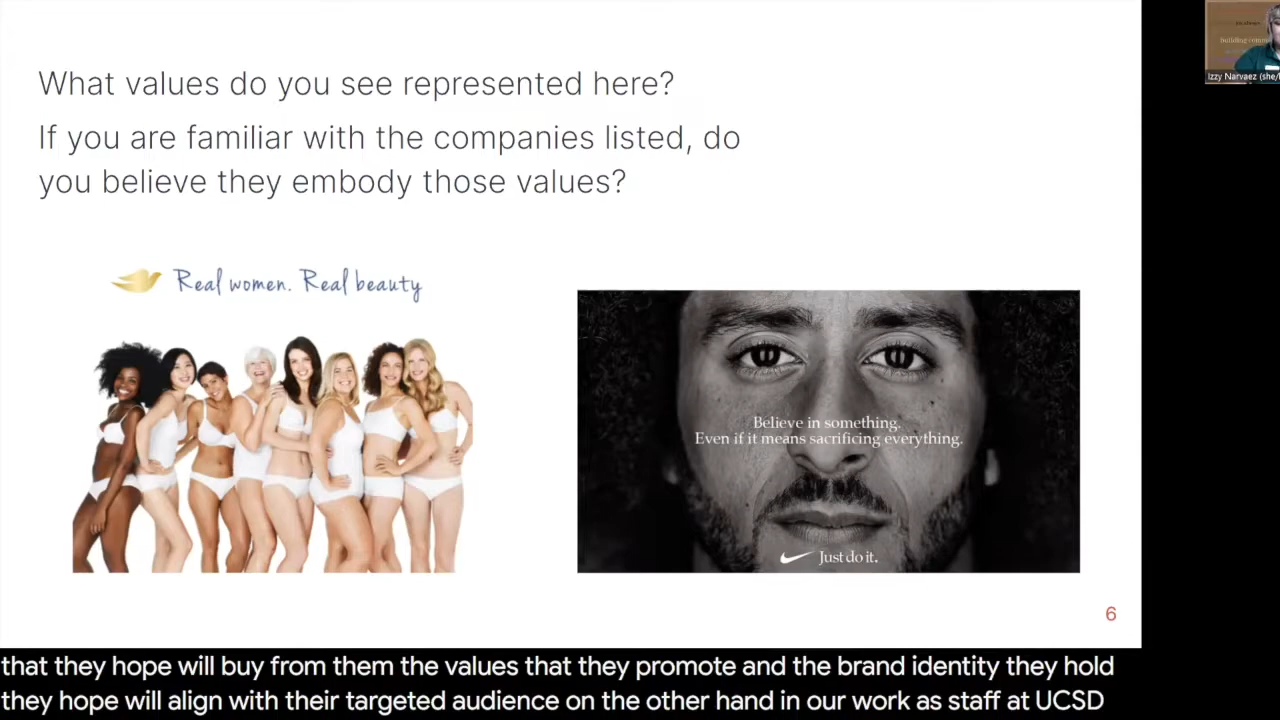 What values do you see represented here?
If you are familiar with the companies listed, do
you believe they embody those values?
Real women. Real beauty
Believe in something.
Even if it means sacrificing everything.
Just do it.
6
Izzy Narvaez (she/
that they hope will buy from them the values that they promote and the brand identity they hold
they hope will align with their targeted audience on the other hand in our work as staff at UCSD